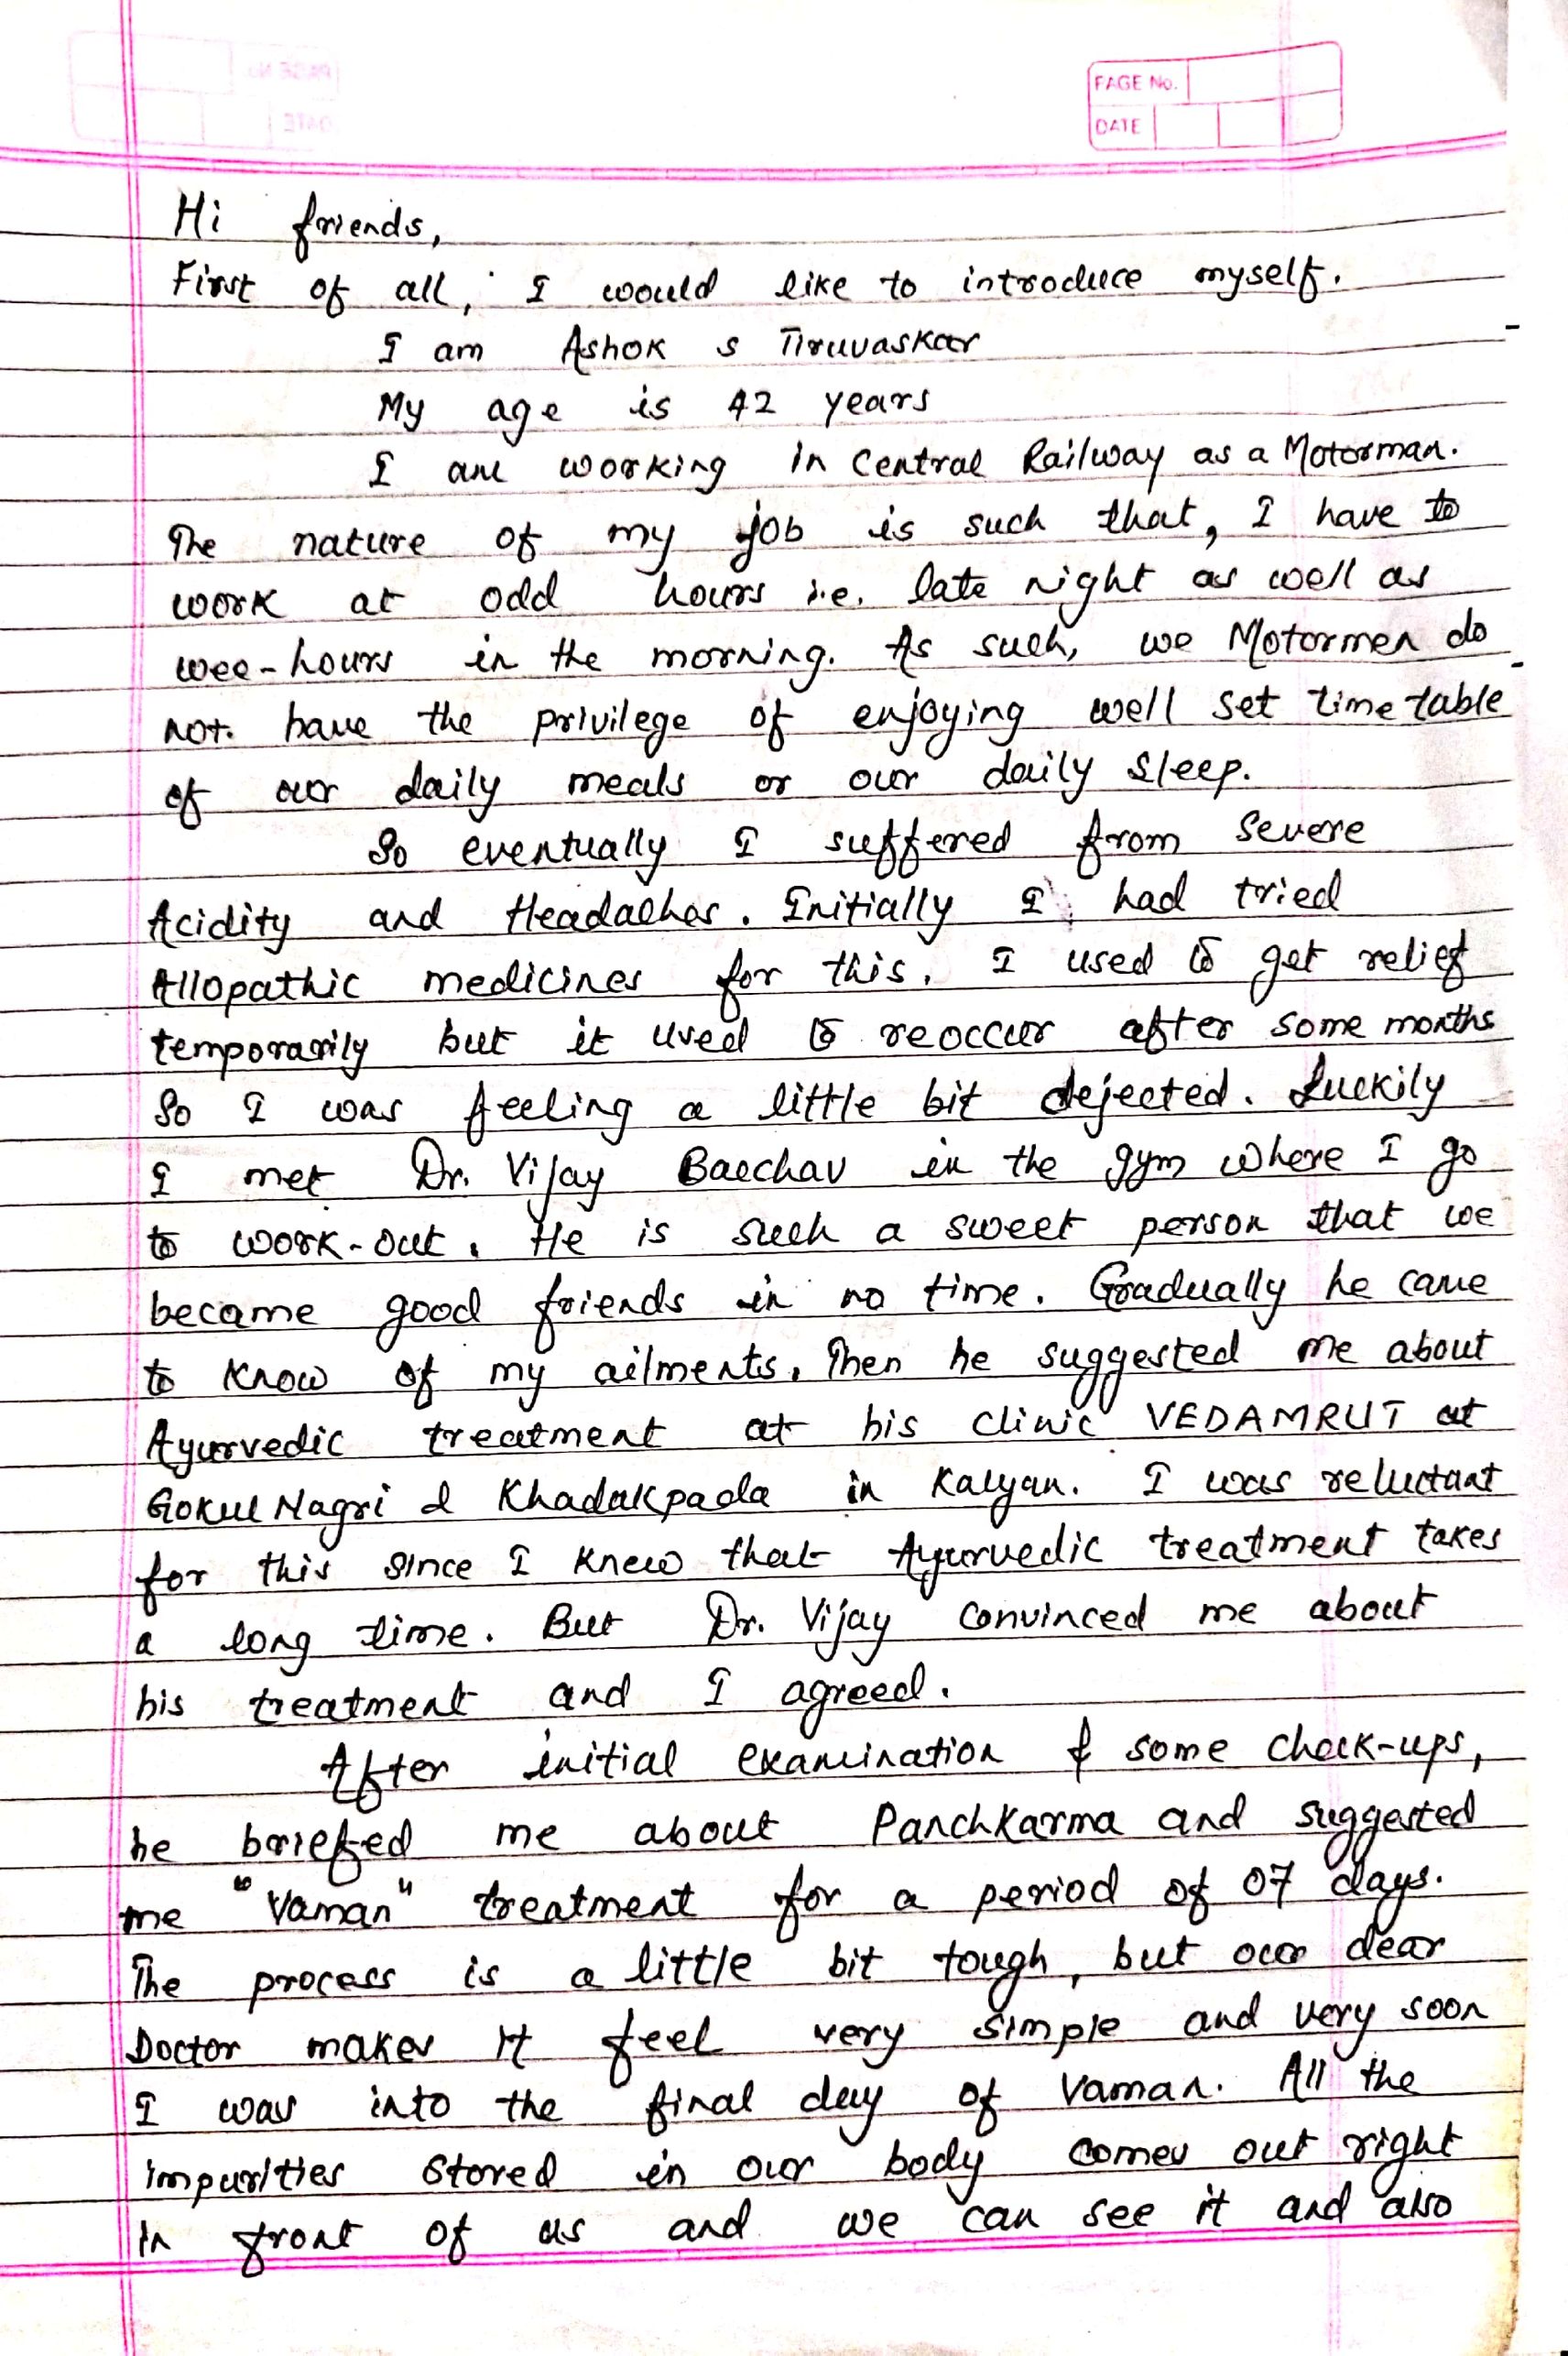 PAGE No.
DATE
Hi friends,
First of all, I would like to introduce myself.
I am Ashok S Tiruvaskar
My age is 42 years
I am working in Central Railway as a Motorman.
The nature of my job is such that, I have to
work at odd hours i.e. late night as well as
wee-hours in the morning. As such, we Motormen do
not have the privilege of enjoying well set time table
of our daily meals or our daily sleep.
So eventually I suffered from severe
Acidity and Headaches. Initially I had tried
Allopathic medicines for this. I used to get relief
temporarily but it used to reoccur after some months
So I was feeling a little bit dejected. Luckily
I met Dr. Vijay Bacchav in the gym where I go
to work-out. He is such a sweet person that we
became good friends in no time. Gradually he came
to know of my ailments. Then he suggested me about
Ayurvedic treatment at his clinic VEDAMRUT at
Gokul Nagri & Khadakpada in Kalyan. I was reluctant
for this since I knew that Ayurvedic treatment takes
a long time. But Dr. Vijay convinced me about
his treatment and I agreed.
After initial examination & some check-ups,
he briefed me about Panchkarma and suggested
me "Vaman" treatment for a period of 07 days.
The process is a little bit tough, but our dear
Doctor makes it feel very simple and very soon
I was into the final day of Vaman. All the
impurities stored in our body comes out right
in front of us and we can see it and also